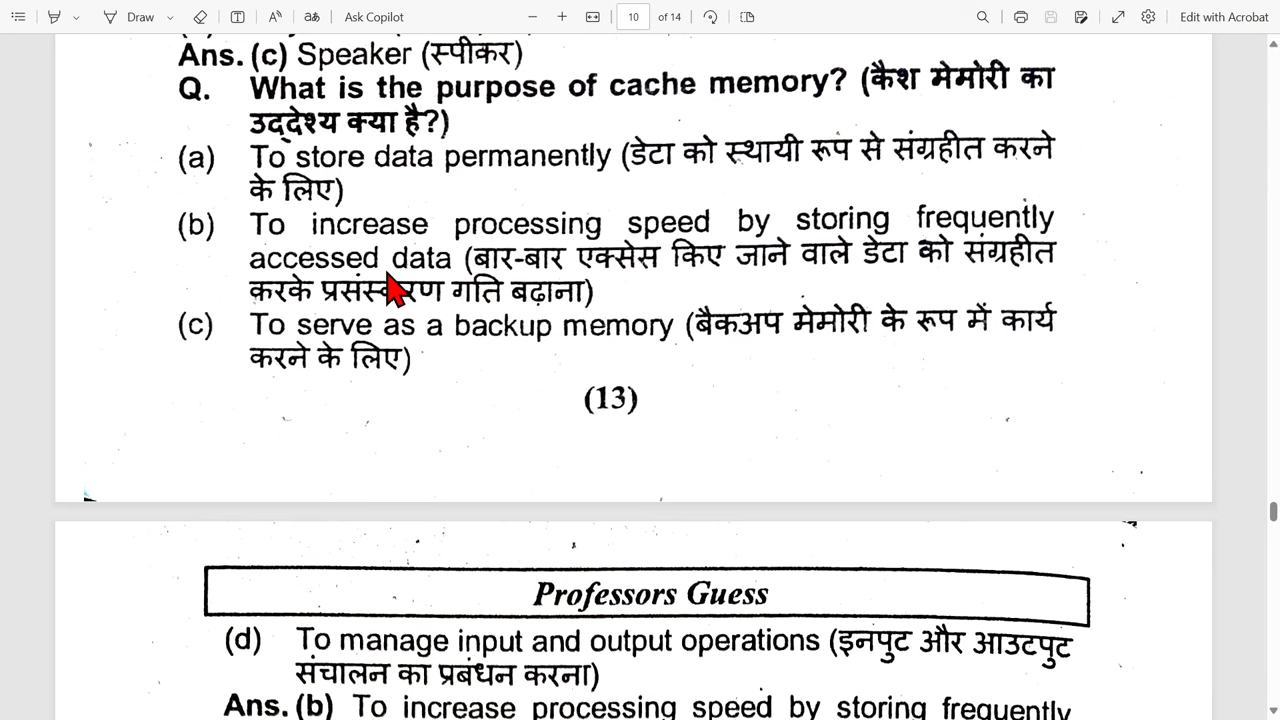 Draw
Ask Copilot
10 of 14
Edit with Acrobat
Ans. (c) Speaker (स्पीकर)
Q. What is the purpose of cache memory? (कैश मेमोरी का
उद्देश्य क्या है?)
(a) To store data permanently (डेटा को स्थायी रूप से संग्रहीत करने
के लिए)
(b) To increase processing speed by storing frequently
accessed data (बार-बार एक्सेस किए जाने वाले डेटा को संग्रहीत
करके प्रसंस्करण गति बढ़ाना)
(c) To serve as a backup memory (बैकअप मेमोरी के रूप में कार्य
करने के लिए)
(13)
Professors Guess
(d) To manage input and output operations (इनपुट और आउटपुट
संचालन का प्रबंधन करना)
Ans. (b) To increase processing speed by storing frequently